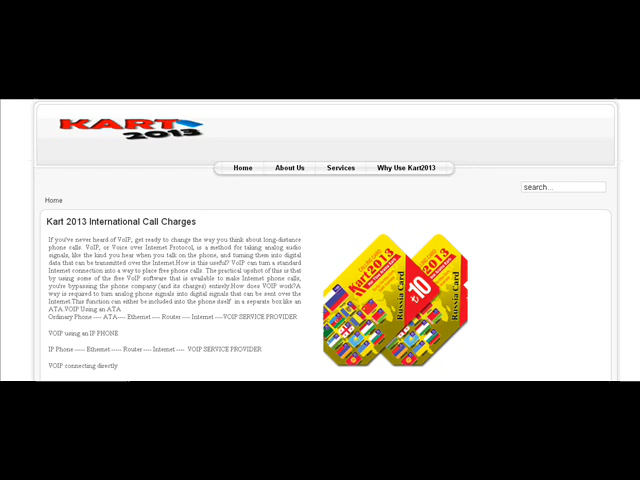 KART
2013
Home
About Us
Services
Why Use Kart2013
search...
Home
Kart 2013 International Call Charges
If you've never heard of VoIP, get ready to change the way you think about long-distance
phone calls. VoIP, or Voice over Internet Protocol, is a method for taking analog audio
signals, like the kind you hear when you talk on the phone, and turning them into digital
data that can be transmitted over the Internet.How is this useful? VoIP can turn a standard
Internet connection into a way to place free phone calls. The practical upshot of this is that
by using some of the free VoIP software that is available to make Internet phone calls,
you're bypassing the phone company (and its charges) entirely.How does VOIP work?A
way is required to turn analog phone signals into digital signals that can be sent over the
Internet.This function can either be included into the phone itself in a separate box like an
ATA.VOIP Using an ATA
Ordinary Phone ---- ATA---- Ethernet ---- Router ---- Internet ----VOIP SERVICE PROVIDER
VOIP using an IP PHONE
IP Phone ----- Ethernet ----- Router ---- Internet ---- VOIP SERVICE PROVIDER
VOIP connecting directly
Kart2013
Russia Card
2013
10
Russia Card